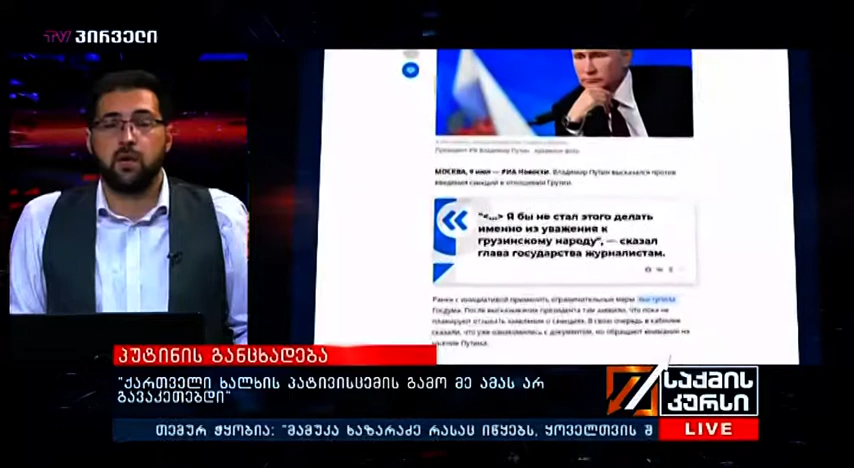 TV პირველი
Президент РФ Владимир Путин.
МОСКВА, 9 июл — РИА Новости. Владимир Путин высказался против
введения санкций в отношении Грузии.
"<...> Я бы не стал этого делать
именно из уважения к
грузинскому народу", — сказал
глава государства журналистам.
Ранее с инициативой применить ограничительные меры выступила
Госдума. После высказывания президента там заявили, что пока не
планируют отзывать заявление о санкциях. В свою очередь в кабмине
сказали, что уже ознакомились с документом, но обращают внимание на
мнение Путина.
პუტინის განცხადება
"ქართველი ხალხის პატივისცემის გამო მე ამას არ
გავაკეთებდი"
საქმის
კურსი
თემურ ჭყონია: "მამუკა ხაზარაძე რასაც იწყებს, ყოველთვის შ
LIVE